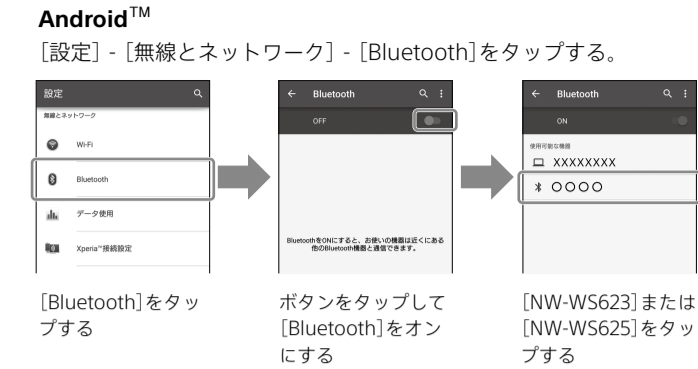 Android™
［設定］-［無線とネットワーク］-［Bluetooth］をタップする。
設定
無線とネットワーク
Wi-Fi
Bluetooth
データ使用
Xperia™接続設定
Bluetooth
OFF
BluetoothをONにすると、お使いの機器は近くにある
他のBluetooth機器と通信できます。
Bluetooth
ON
使用可能な機器
XXXXXXXX
○○○○
［Bluetooth］をタッ
プする
ボタンをタップして
［Bluetooth］をオン
にする
［NW-WS623］または
［NW-WS625］をタッ
プする